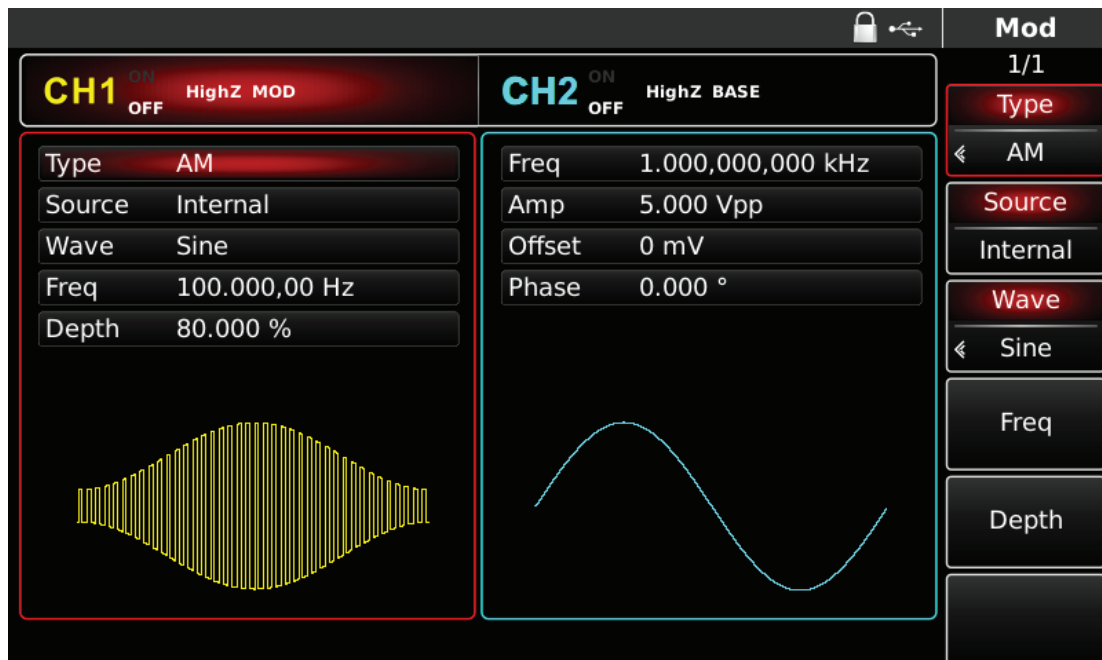 Mod
1/1
CH1 ON OFF HighZ MOD
CH2 ON OFF HighZ BASE
Type AM
Source Internal
Wave Sine
Freq 100.000,00 Hz
Depth 80.000 %
Freq 1.000,000,000 kHz
Amp 5.000 Vpp
Offset 0 mV
Phase 0.000 °
Type
AM
Source
Internal
Wave
Sine
Freq
Depth